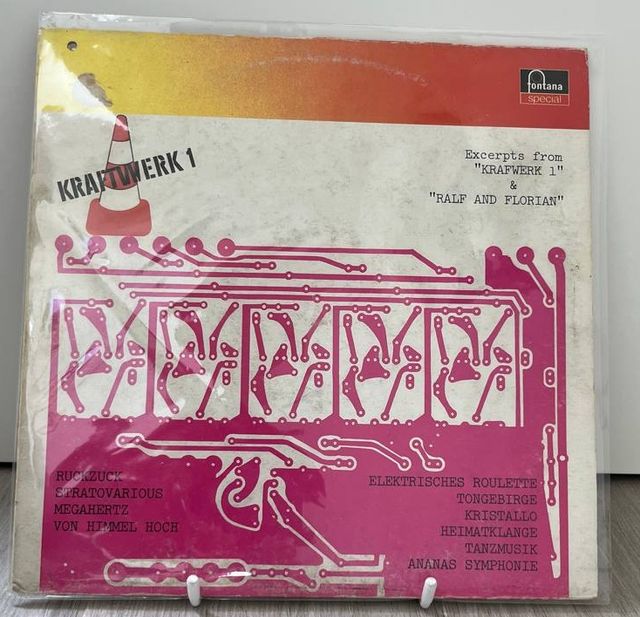 fontana
special
KRAFTWERK 1
Excerpts from
"KRAFWERK 1"
&
"RALF AND FLORIAN"
RUCKZUCK
STRATOVARIOUS
MEGAHERTZ
VON HIMMEL HOCH
ELEKTRISCHES ROULETTE
TONGEBIRGE
KRISTALLO
HEIMATKLANGE
TANZMUSIK
ANANAS SYMPHONIE